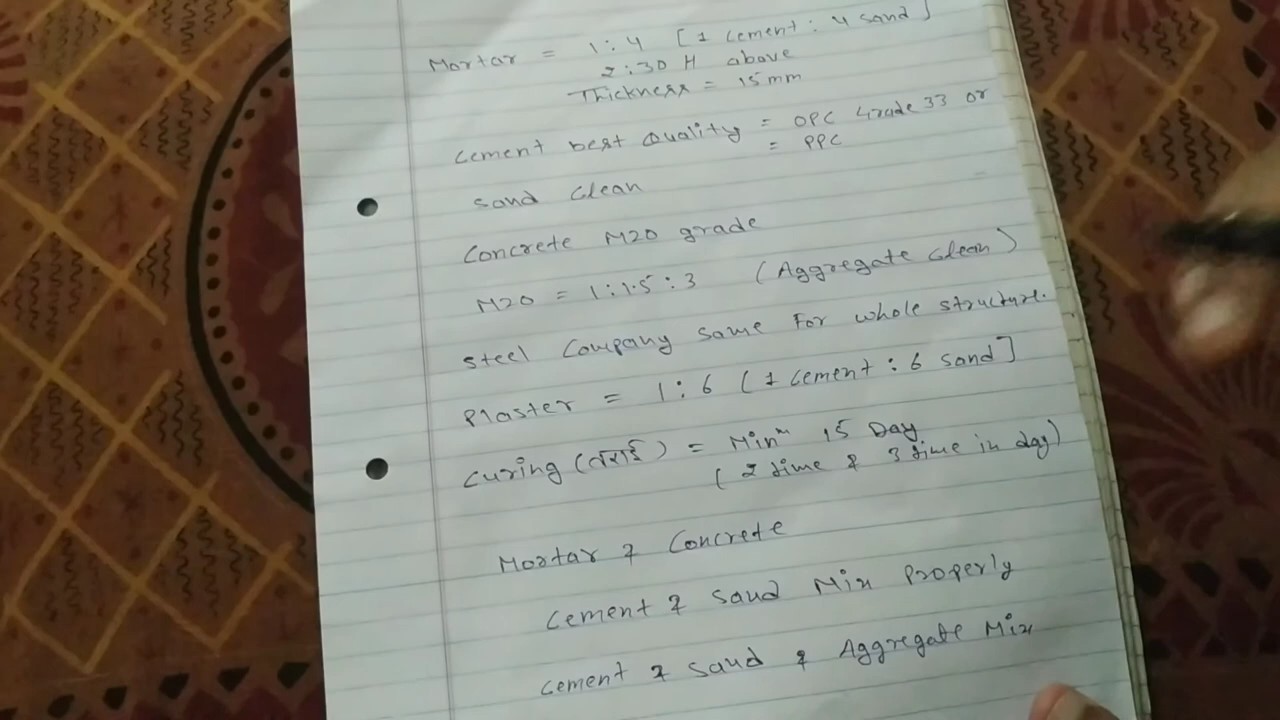 Mortar = 1:4 [1 cement : 4 sand]
2:30 H above
Thickness = 15mm
cement best Quality = OPC Grade 33 or
= PPC
sand clean
Concrete M20 grade
M20 = 1:1.5:3 (Aggregate clean)
steel company same For whole structure.
Plaster = 1:6 [1 cement : 6 sand]
Curing (तराई) = Minᵐ 15 Day
( 2 time & 3 time in day)
Mortar & Concrete
cement & sand Mix Properly
cement & sand & Aggregate Mix